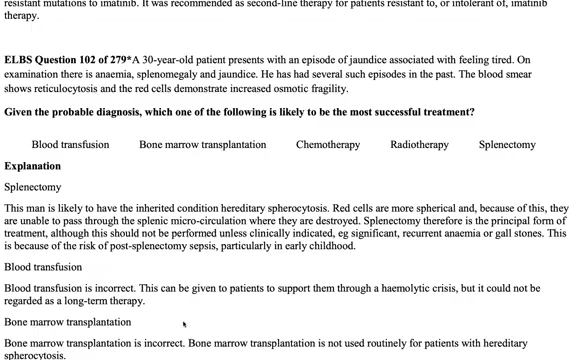 resistant mutations to imatinib. It was recommended as second-line therapy for patients resistant to, or intolerant of, imatinib
therapy.
ELBS Question 102 of 279*A 30-year-old patient presents with an episode of jaundice associated with feeling tired. On
examination there is anaemia, splenomegaly and jaundice. He has had several such episodes in the past. The blood smear
shows reticulocytosis and the red cells demonstrate increased osmotic fragility.
Given the probable diagnosis, which one of the following is likely to be the most successful treatment?
Blood transfusion Bone marrow transplantation Chemotherapy Radiotherapy Splenectomy
Explanation
Splenectomy
This man is likely to have the inherited condition hereditary spherocytosis. Red cells are more spherical and, because of this, they
are unable to pass through the splenic micro-circulation where they are destroyed. Splenectomy therefore is the principal form of
treatment, although this should not be performed unless clinically indicated, eg significant, recurrent anaemia or gall stones. This
is because of the risk of post-splenectomy sepsis, particularly in early childhood.
Blood transfusion
Blood transfusion is incorrect. This can be given to patients to support them through a haemolytic crisis, but it could not be
regarded as a long-term therapy.
Bone marrow transplantation
Bone marrow transplantation is incorrect. Bone marrow transplantation is not used routinely for patients with hereditary
spherocytosis.